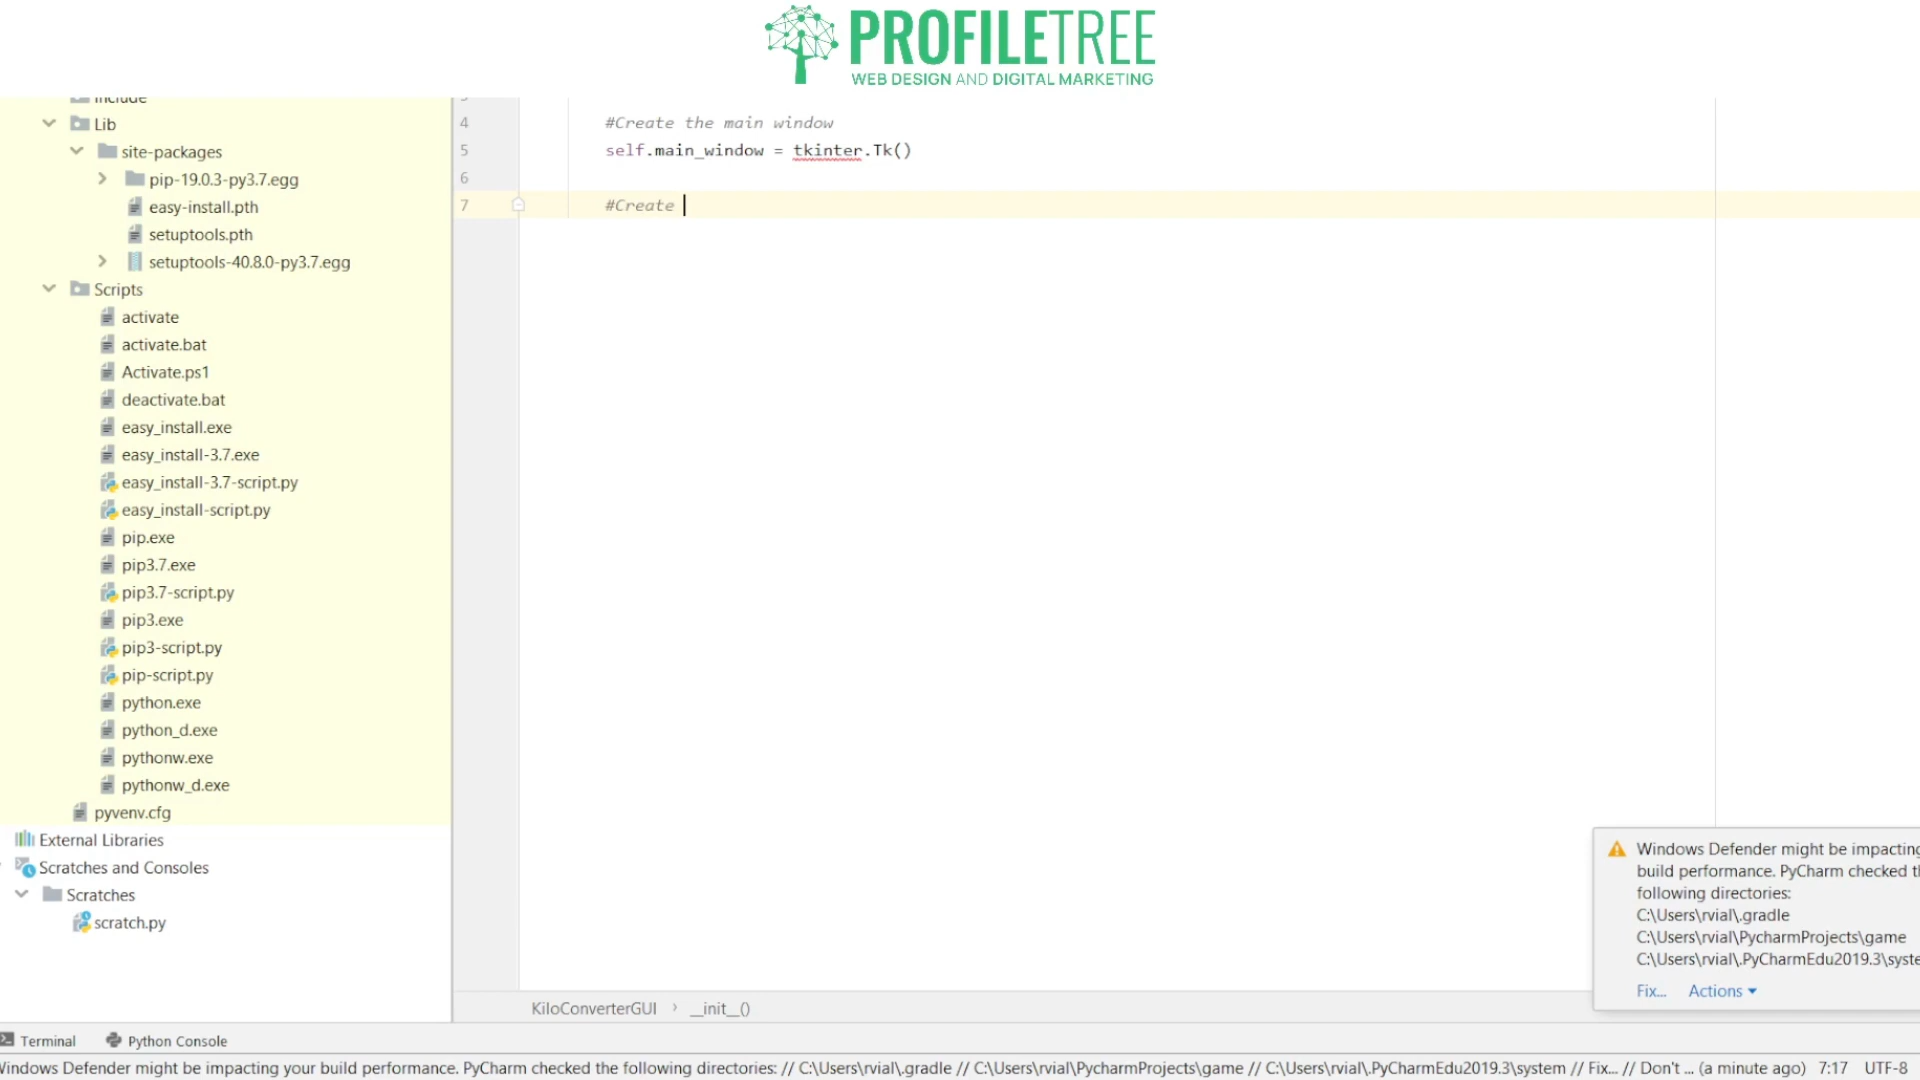 PROFILETREE
WEB DESIGN AND DIGITAL MARKETING
include
Lib
site-packages
pip-19.0.3-py3.7.egg
easy-install.pth
setuptools.pth
setuptools-40.8.0-py3.7.egg
Scripts
activate
activate.bat
Activate.ps1
deactivate.bat
easy_install.exe
easy_install-3.7.exe
easy_install-3.7-script.py
easy_install-script.py
pip.exe
pip3.7.exe
pip3.7-script.py
pip3.exe
pip3-script.py
pip-script.py
python.exe
python_d.exe
pythonw.exe
pythonw_d.exe
pyvenv.cfg
External Libraries
Scratches and Consoles
Scratches
scratch.py
4 #Create the main window
5 self.main_window = tkinter.Tk()
6
7 #Create
KiloConverterGUI › __init__()
Windows Defender might be impacting
build performance. PyCharm checked th
following directories:
C:\Users\rvial\.gradle
C:\Users\rvial\PycharmProjects\game
C:\Users\rvial\.PyCharmEdu2019.3\syste
Fix... Actions
Terminal Python Console
Windows Defender might be impacting your build performance. PyCharm checked the following directories: // C:\Users\rvial\.gradle // C:\Users\rvial\PycharmProjects\game // C:\Users\rvial\.PyCharmEdu2019.3\system // Fix... // Don't ... (a minute ago) 7:17 UTF-8